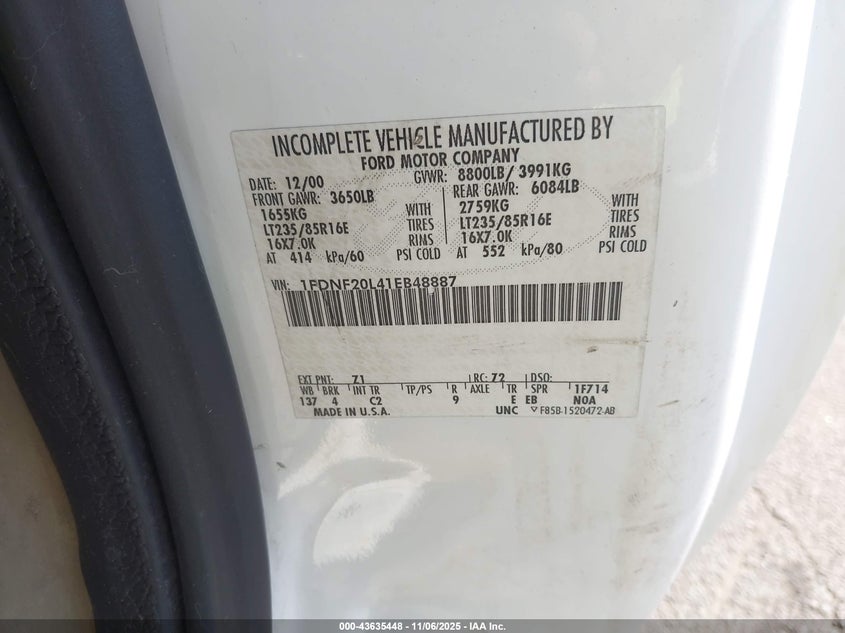 INCOMPLETE VEHICLE MANUFACTURED BY
FORD MOTOR COMPANY
DATE: 12/00 GVWR: 8800LB/ 3991KG
FRONT GAWR: 3650LB REAR GAWR: 6084LB
1655KG WITH 2759KG WITH
LT235/85R16E TIRES LT235/85R16E TIRES
16X7.0K RIMS 16X7.0K RIMS
AT 414 kPa/60 PSI COLD AT 552 kPa/80 PSI COLD
VIN: 1FDNF20L41EB48887
EXT PNT: Z1 RC: 72 DSO:
WB BRK INT TR TP/PS R AXLE TR SPR 1F714
137 4 C2 9 E EB N0A
MADE IN U.S.A. UNC F85B-1520472-AB
000-43635448 - 11/06/2025 - IAA Inc.